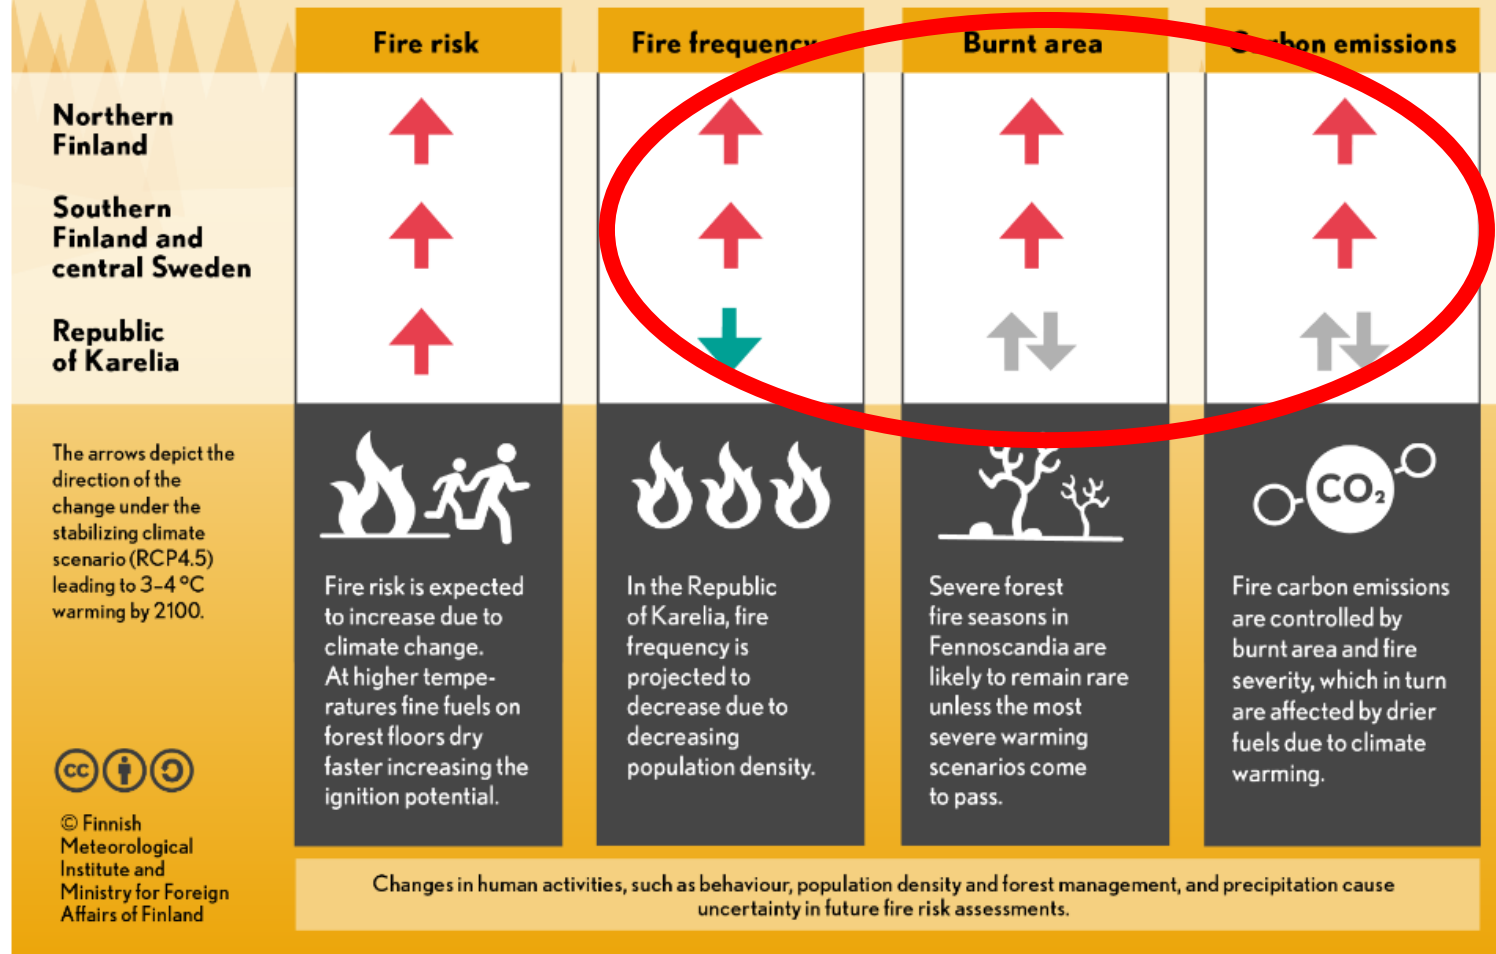 Fire risk
Fire frequency
Burnt area
Carbon emissions
Northern
Finland
Southern
Finland and
central Sweden
Republic
of Karelia
The arrows depict the
direction of the
change under the
stabilizing climate
scenario (RCP4.5)
leading to 3–4 °C
warming by 2100.
cc
© Finnish
Meteorological
Institute and
Ministry for Foreign
Affairs of Finland
Fire risk is expected
to increase due to
climate change.
At higher tempe-
ratures fine fuels on
forest floors dry
faster increasing the
ignition potential.
In the Republic
of Karelia, fire
frequency is
projected to
decrease due to
decreasing
population density.
Severe forest
fire seasons in
Fennoscandia are
likely to remain rare
unless the most
severe warming
scenarios come
to pass.
CO₂
Fire carbon emissions
are controlled by
burnt area and fire
severity, which in turn
are affected by drier
fuels due to climate
warming.
Changes in human activities, such as behaviour, population density and forest management, and precipitation cause
uncertainty in future fire risk assessments.